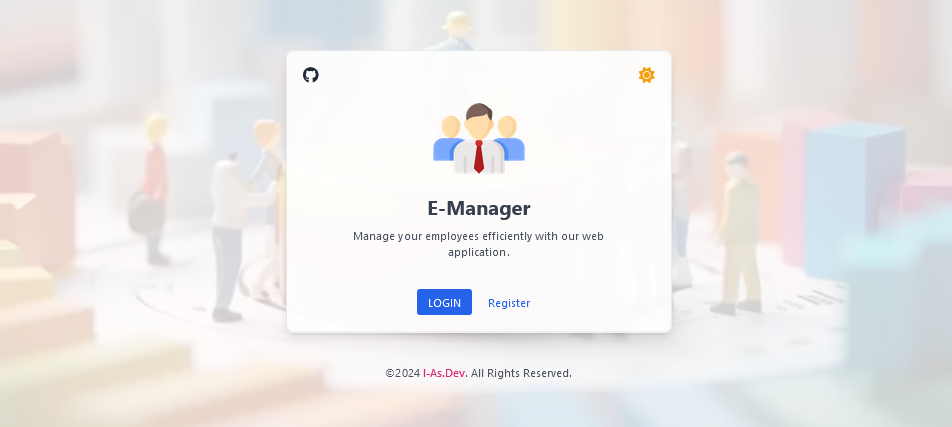 E-Manager
Manage your employees efficiently with our web
application.
LOGIN Register
©2024 I-As.Dev. All Rights Reserved.